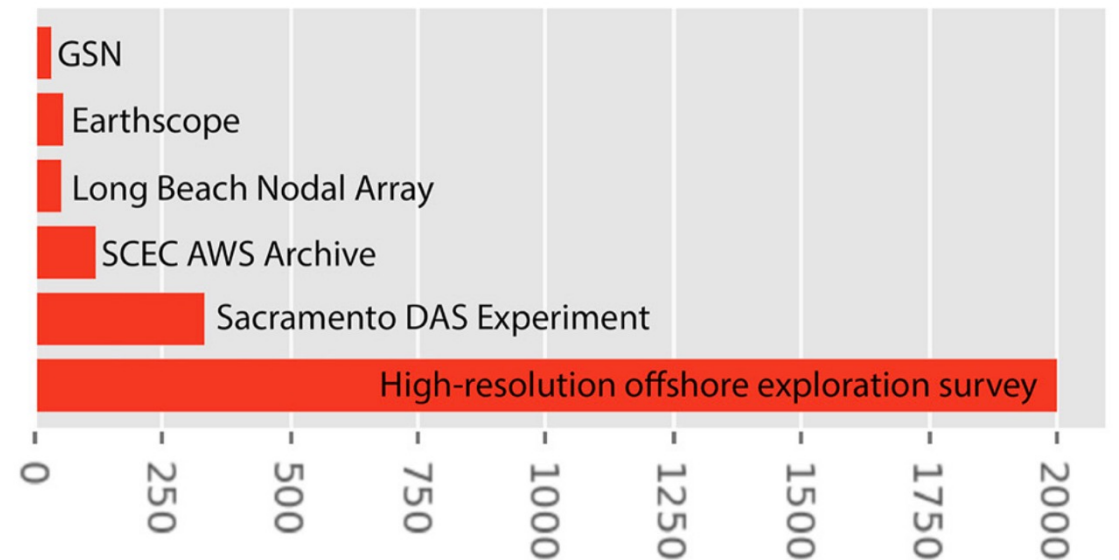 GSN
Earthscope
Long Beach Nodal Array
SCEC AWS Archive
Sacramento DAS Experiment
High-resolution offshore exploration survey
0
250
500
750
1000
1250
1500
1750
2000